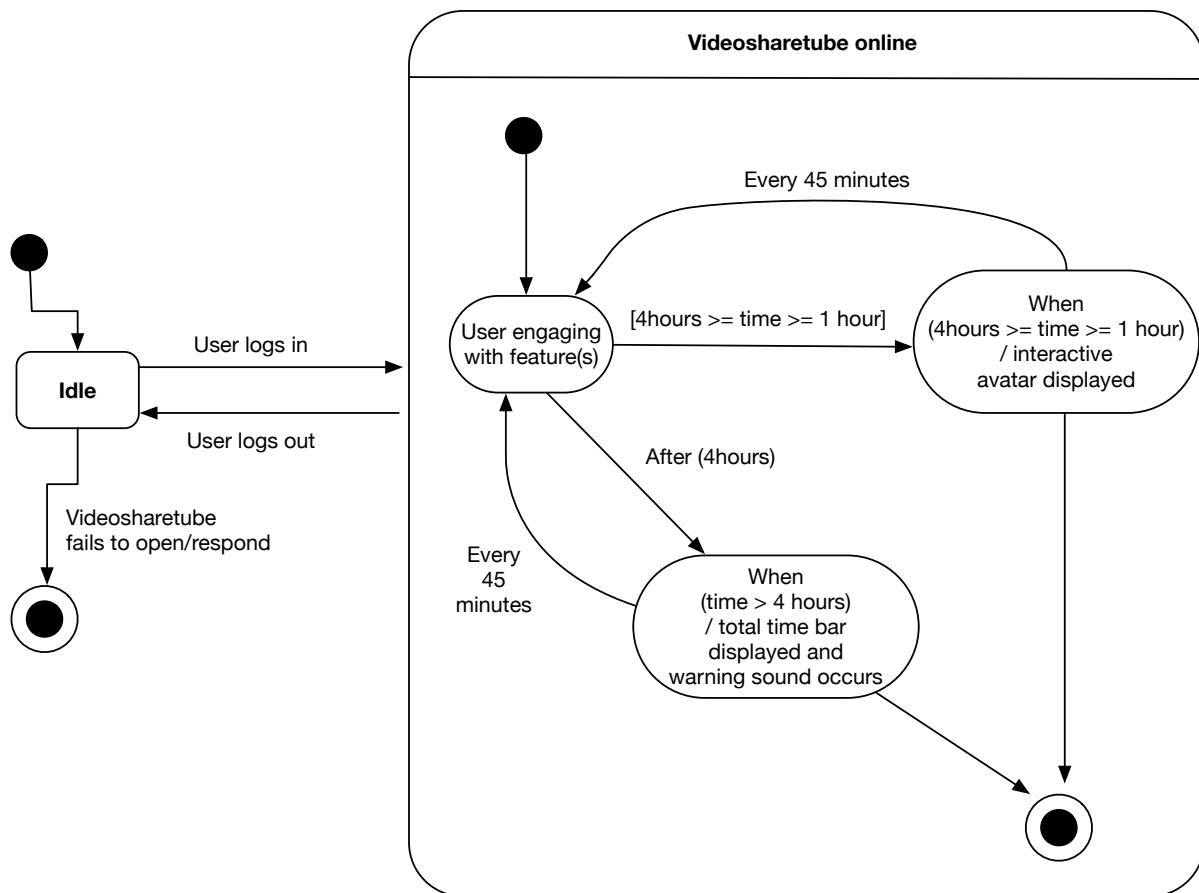 Videosharetube online
Every 45 minutes
User logs in
Idle
User logs out
Videosharetube
fails to open/respond
User engaging
with feature(s)
[4hours >= time >= 1 hour]
When
(4hours >= time >= 1 hour)
/ interactive
avatar displayed
After (4hours)
Every
45
minutes
When
(time > 4 hours)
/ total time bar
displayed and
warning sound occurs